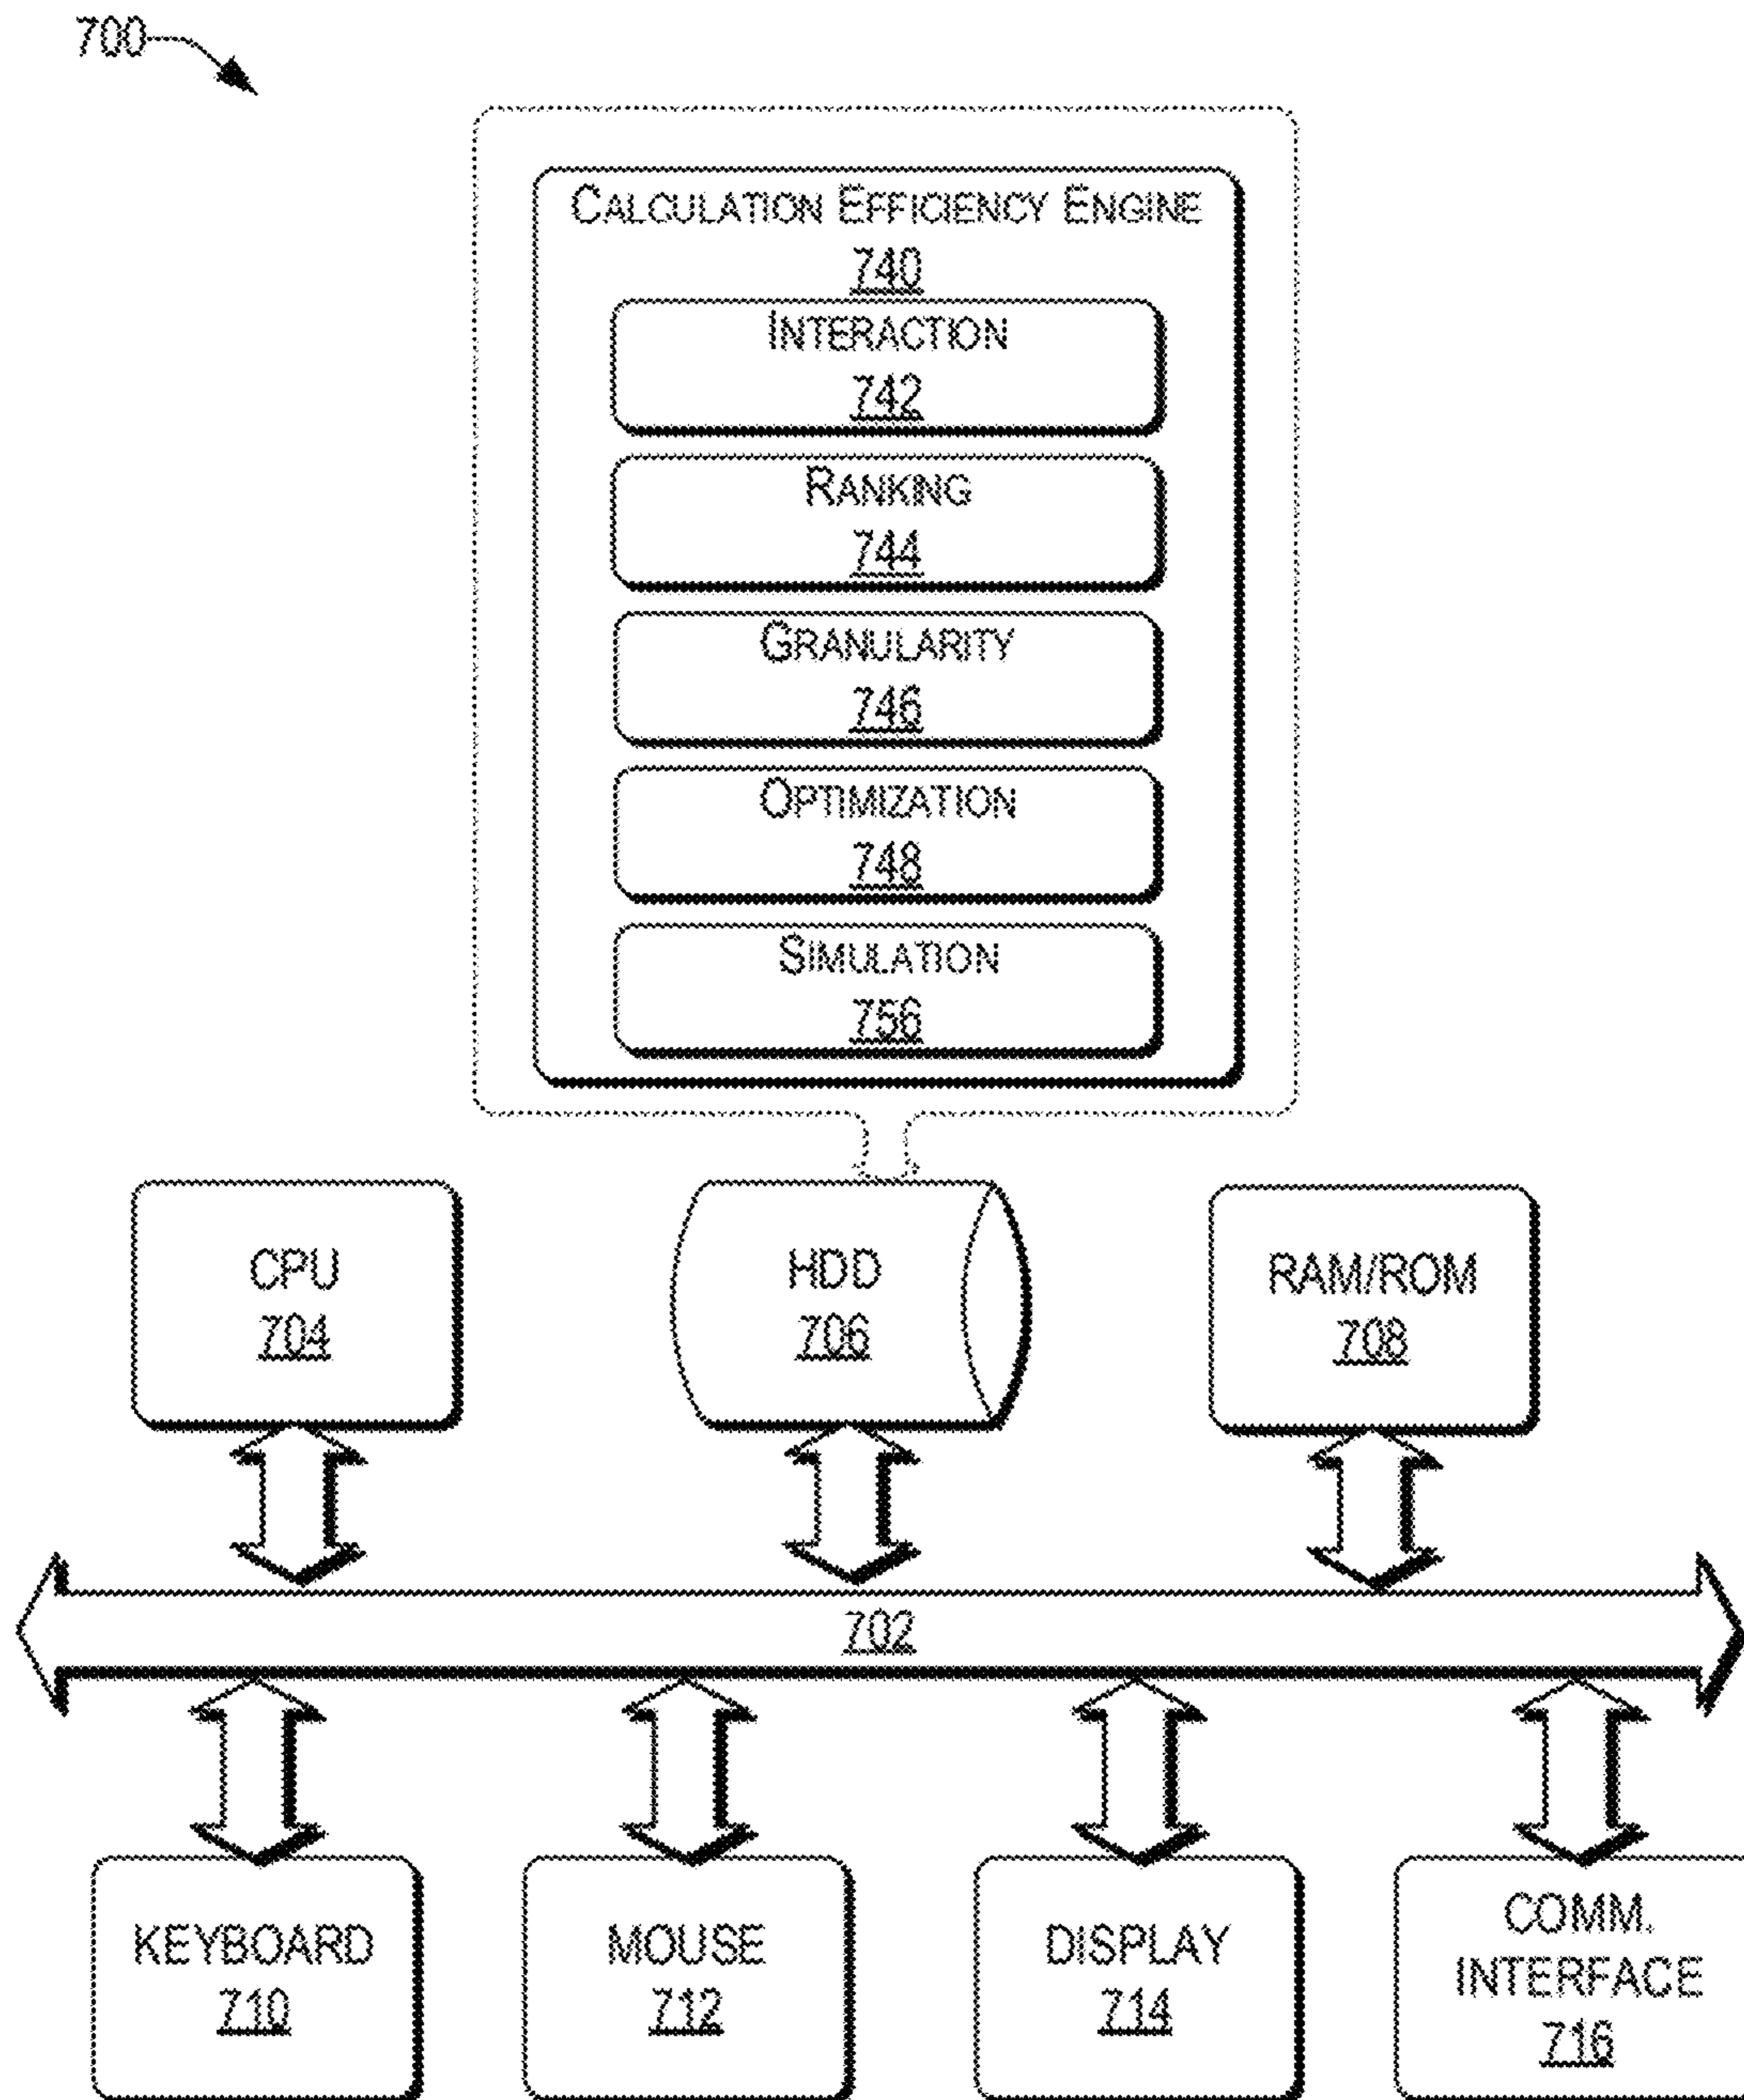 700
CALCULATION EFFICIENCY ENGINE
740
INTERACTION
742
RANKING
744
GRANULARITY
746
OPTIMIZATION
748
SIMULATION
756
CPU
704
HDD
706
RAM/ROM
708
702
KEYBOARD
710
MOUSE
712
DISPLAY
714
COMM.
INTERFACE
716